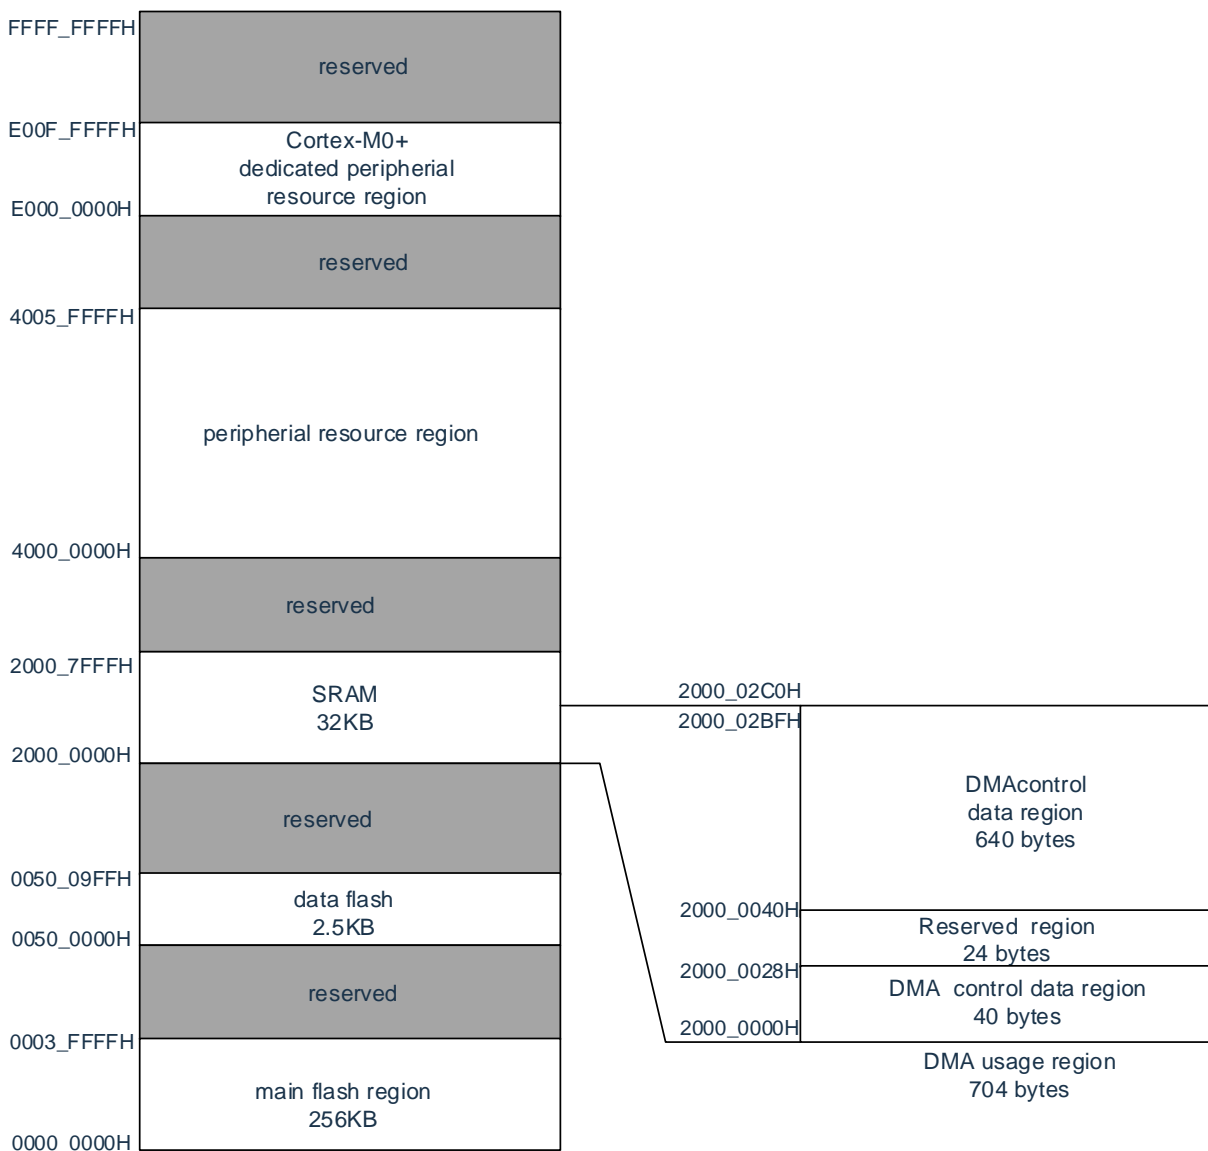 FFFF_FFFFH
reserved
E00F_FFFFH
Cortex-M0+
dedicated peripherial
resource region
E000_0000H
reserved
4005_FFFFH
peripherial resource region
4000_0000H
reserved
2000_7FFFH
SRAM
32KB
2000_0000H
reserved
0050_09FFH
data flash
2.5KB
0050_0000H
reserved
0003_FFFFH
main flash region
256KB
0000_0000H
2000_02C0H
2000_02BFH
DMAcontrol
data region
640 bytes
2000_0040H
Reserved region
24 bytes
2000_0028H
DMA control data region
40 bytes
2000_0000H
DMA usage region
704 bytes